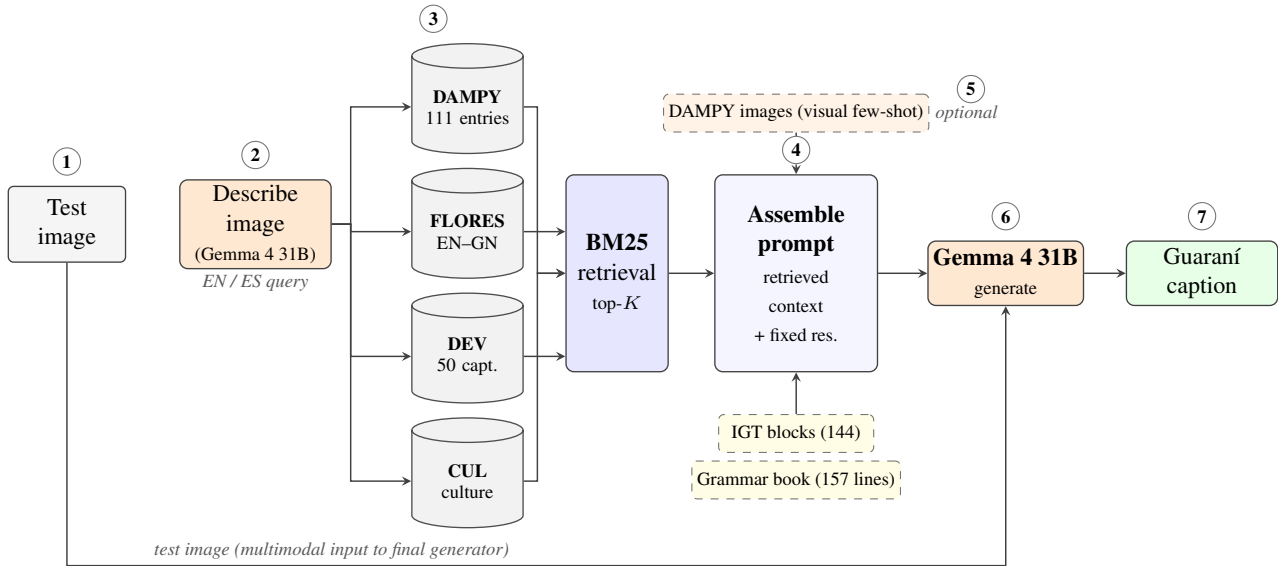 1
Test
image
2
Describe
image
(Gemma 4 31B)
EN / ES query
3
DAMPY
111 entries
FLORES
EN–GN
DEV
50 capt.
CUL
culture
BM25
retrieval
top-K
DAMPY images (visual few-shot)
5
optional
4
Assemble
prompt
retrieved
context
+ fixed res.
IGT blocks (144)
Grammar book (157 lines)
6
Gemma 4 31B
generate
7
Guaraní
caption
test image (multimodal input to final generator)